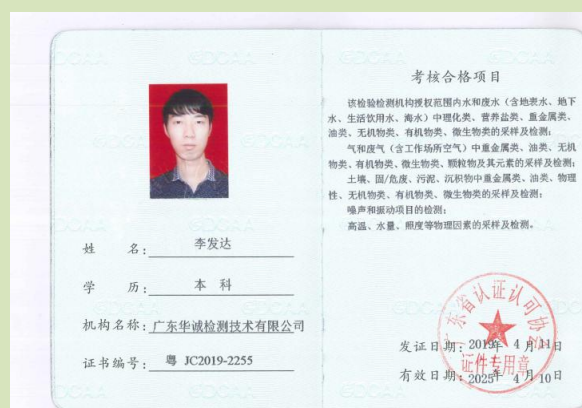 考核合格项目
该检验检测机构授权范围内水和废水（含地表水、地下
水、生活饮用水、海水）中理化类、营养盐类、重金属类、
油类、无机物类、有机物类、微生物类的采样及检测；
气和废气（含工作场所空气）中重金属类、油类、无机
物类、有机物类、微生物类、颗粒物及其元素的采样及检测；
土壤、固/危废、污泥、沉积物中重金属类、油类、物理
性、无机物类、有机物类、微生物类的采样及检测；
噪声和振动项目的检测；
高温、水量、照度等物理因素的采样及检测。
姓 名：李发达
学 历：本 科
机构名称：广东华诚检测技术有限公司
证书编号：粤 JC2019-2255
广东省认证认可协会
证件专用章
发证日期：2019年 4 月 11日
有效日期：2025年 4 月 10日